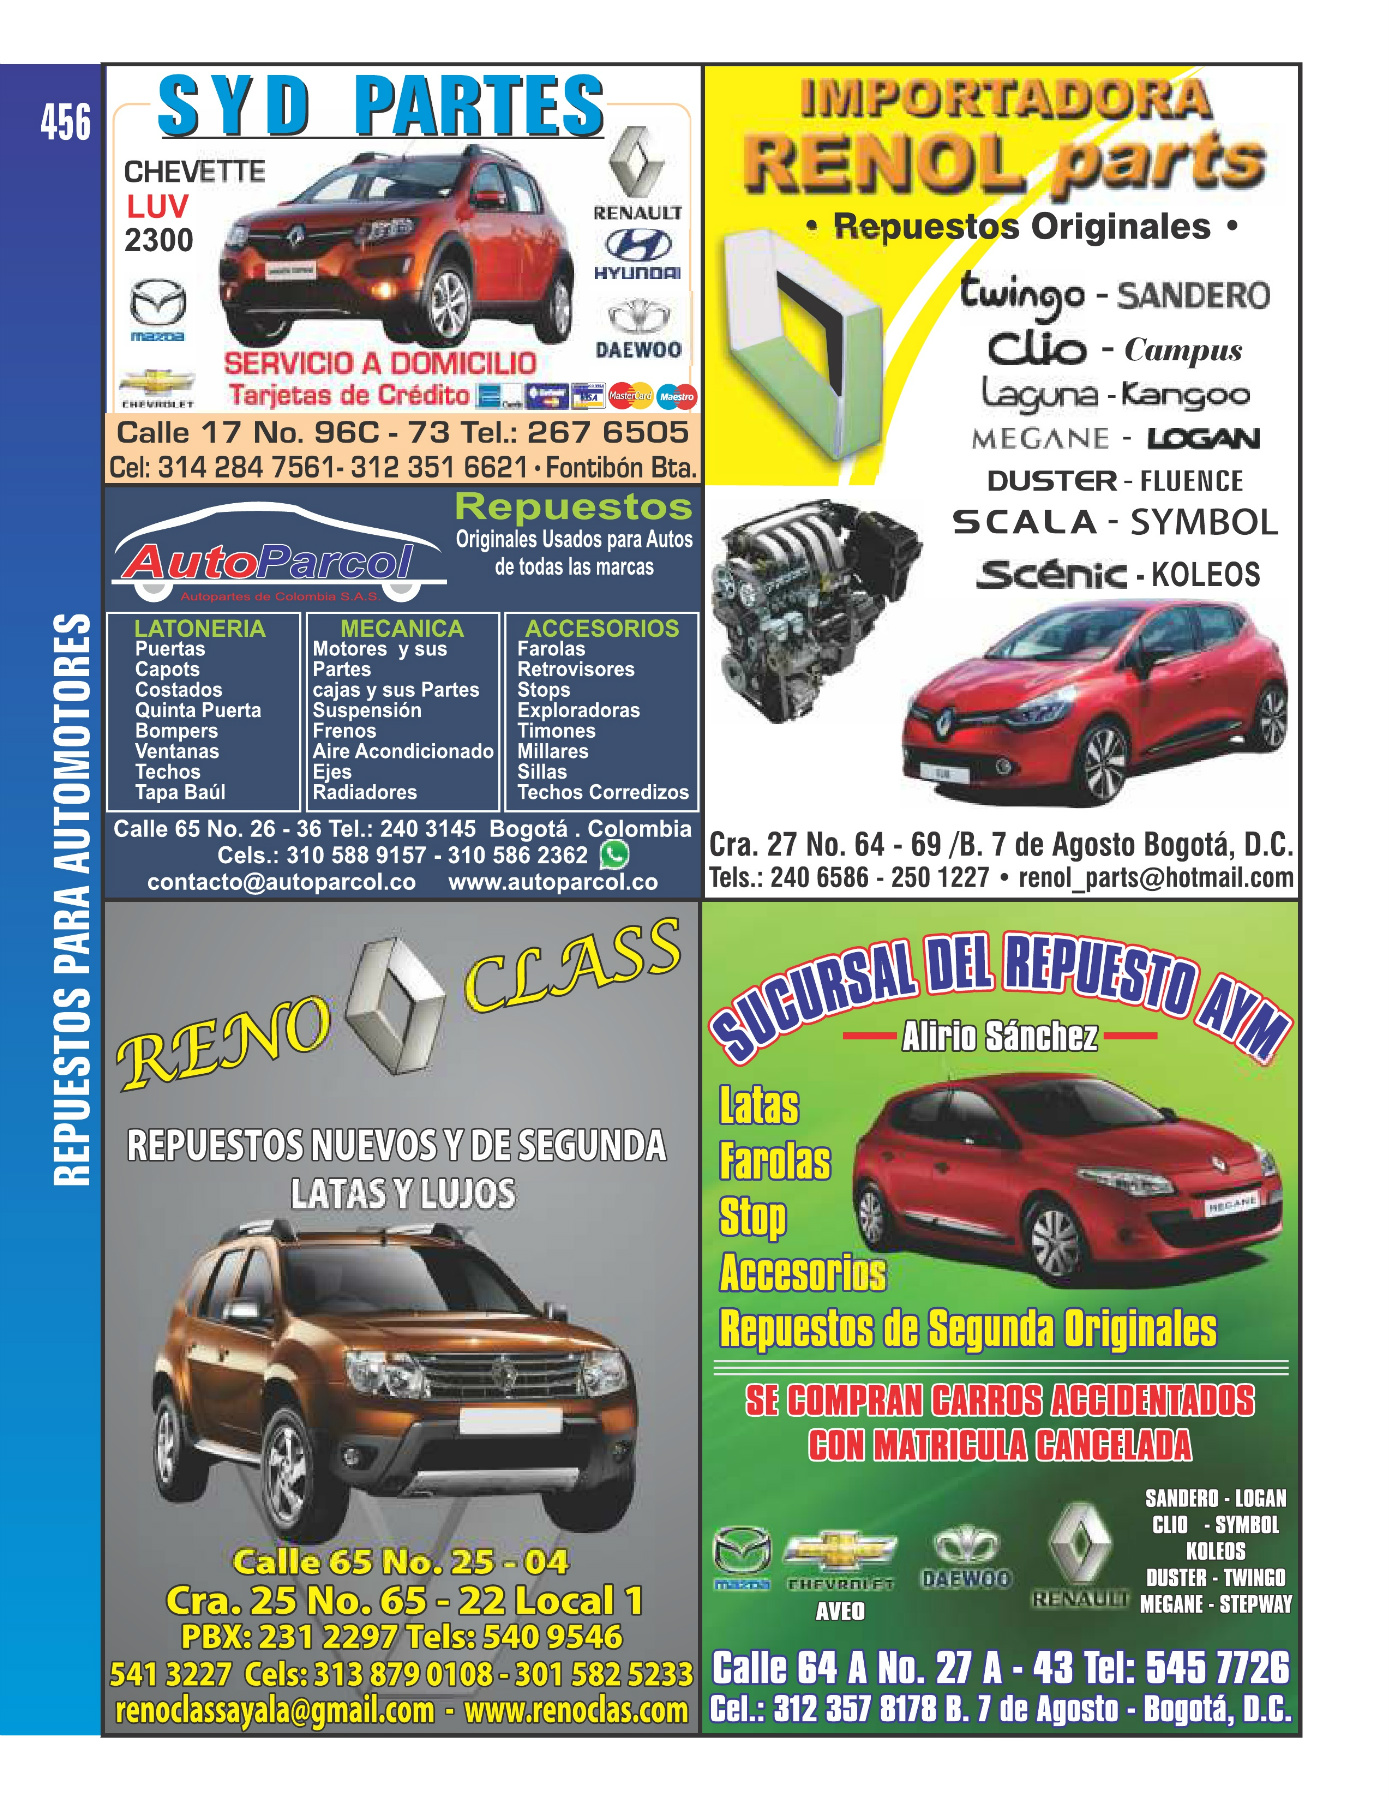 456
REPUESTOS PARA AUTOMOTORES
SYD PARTES
CHEVETTE
LUV
2300
mazda
CHEVROLET
RENAULT
HYUNDAI
DAEWOO
SERVICIO A DOMICILIO
Tarjetas de Crédito
VISA
MasterCard
Maestro
Calle 17 No. 96C - 73 Tel.: 267 6505
Cel: 314 284 7561- 312 351 6621 • Fontibón Bta.
IMPORTADORA
RENOL parts
• Repuestos Originales •
twingo - SANDERO
Clio - Campus
Laguna - Kangoo
MEGANE - LOGAN
DUSTER - FLUENCE
SCALA - SYMBOL
Scénic - KOLEOS
Cra. 27 No. 64 - 69 /B. 7 de Agosto Bogotá, D.C.
Tels.: 240 6586 - 250 1227 • renol_parts@hotmail.com
AutoParcol
Autopartes de Colombia S.A.S.
Repuestos
Originales Usados para Autos
de todas las marcas
LATONERIA
Puertas
Capots
Costados
Quinta Puerta
Bompers
Ventanas
Techos
Tapa Baúl
MECANICA
Motores y sus
Partes
cajas y sus Partes
Suspensión
Frenos
Aire Acondicionado
Ejes
Radiadores
ACCESORIOS
Farolas
Retrovisores
Stops
Exploradoras
Timones
Millares
Sillas
Techos Corredizos
Calle 65 No. 26 - 36 Tel.: 240 3145 Bogotá . Colombia
Cels.: 310 588 9157 - 310 586 2362
contacto@autoparcol.co www.autoparcol.co
RENO CLASS
REPUESTOS NUEVOS Y DE SEGUNDA
LATAS Y LUJOS
Calle 65 No. 25 - 04
Cra. 25 No. 65 - 22 Local 1
PBX: 231 2297 Tels: 540 9546
541 3227 Cels: 313 879 0108 - 301 582 5233
renoclassayala@gmail.com - www.renoclas.com
SUCURSAL DEL REPUESTO AYM
Alirio Sánchez
Latas
Farolas
Stop
Accesorios
Repuestos de Segunda Originales
MEGANE
SE COMPRAN CARROS ACCIDENTADOS
CON MATRICULA CANCELADA
mazda
CHEVROLET
AVEO
DAEWOO
RENAULT
SANDERO - LOGAN
CLIO - SYMBOL
KOLEOS
DUSTER - TWINGO
MEGANE - STEPWAY
Calle 64 A No. 27 A - 43 Tel: 545 7726
Cel.: 312 357 8178 B. 7 de Agosto - Bogotá, D.C.